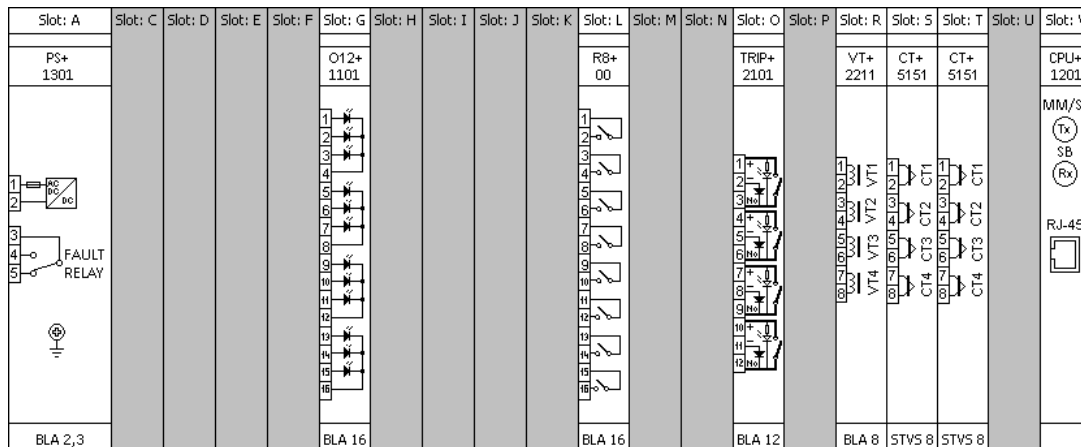 Slot: A Slot: C Slot: D Slot: E Slot: F Slot: G Slot: H Slot: I Slot: J Slot: K Slot: L Slot: M Slot: N Slot: O Slot: P Slot: R Slot: S Slot: T Slot: U Slot:
PS+ O12+ R8+ TRIP+ VT+ CT+ CT+ CPU+
1301 1101 00 2101 2211 5151 5151 1201
1
2
AC
DC
DC
3
4
5
FAULT
RELAY
1
2
3
4
5
6
7
8
9
10
11
12
13
14
15
16
1
2
3
4
5
6
7
8
9
10
11
12
13
14
15
16
1 +
2 -
3 No
4 +
5 -
6 No
7 +
8 -
9 No
10 +
11 -
12 No
1
2
VT1
3
4
VT2
5
6
VT3
7
8
VT4
1
2
CT1
3
4
CT2
5
6
CT3
7
8
CT4
1
2
CT1
3
4
CT2
5
6
CT3
7
8
CT4
MM/S
Tx
SB
Rx
RJ-45
BLA 2,3 BLA 16 BLA 16 BLA 12 BLA 8 STVS 8 STVS 8